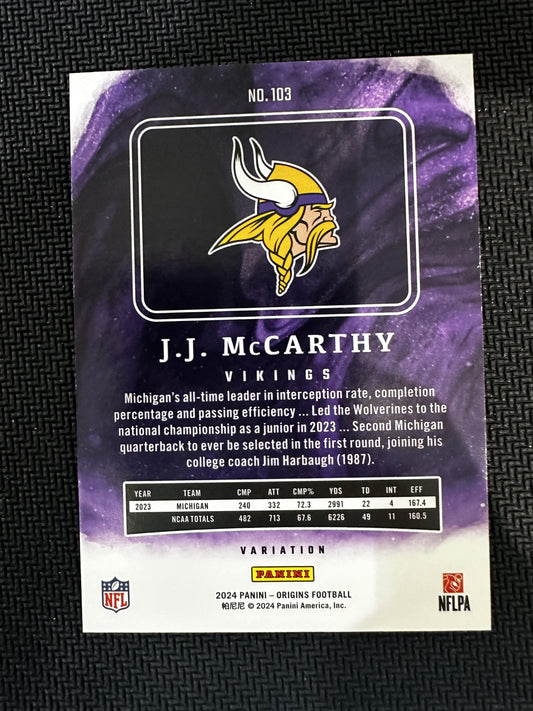 NO. 103
J.J. McCARTHY
VIKINGS
Michigan's all-time leader in interception rate, completion
percentage and passing efficiency ... Led the Wolverines to the
national championship as a junior in 2023 ... Second Michigan
quarterback to ever be selected in the first round, joining his
college coach Jim Harbaugh (1987).
YEAR TEAM CMP ATT CMP% YDS TD INT EFF
2023 MICHIGAN 240 332 72.3 2991 22 4 167.4
NCAA TOTALS 482 713 67.6 6226 49 11 160.5
VARIATION
PANINI
2024 PANINI – ORIGINS FOOTBALL
帕尼尼 © 2024 Panini America, Inc.
NFL
NFLPA